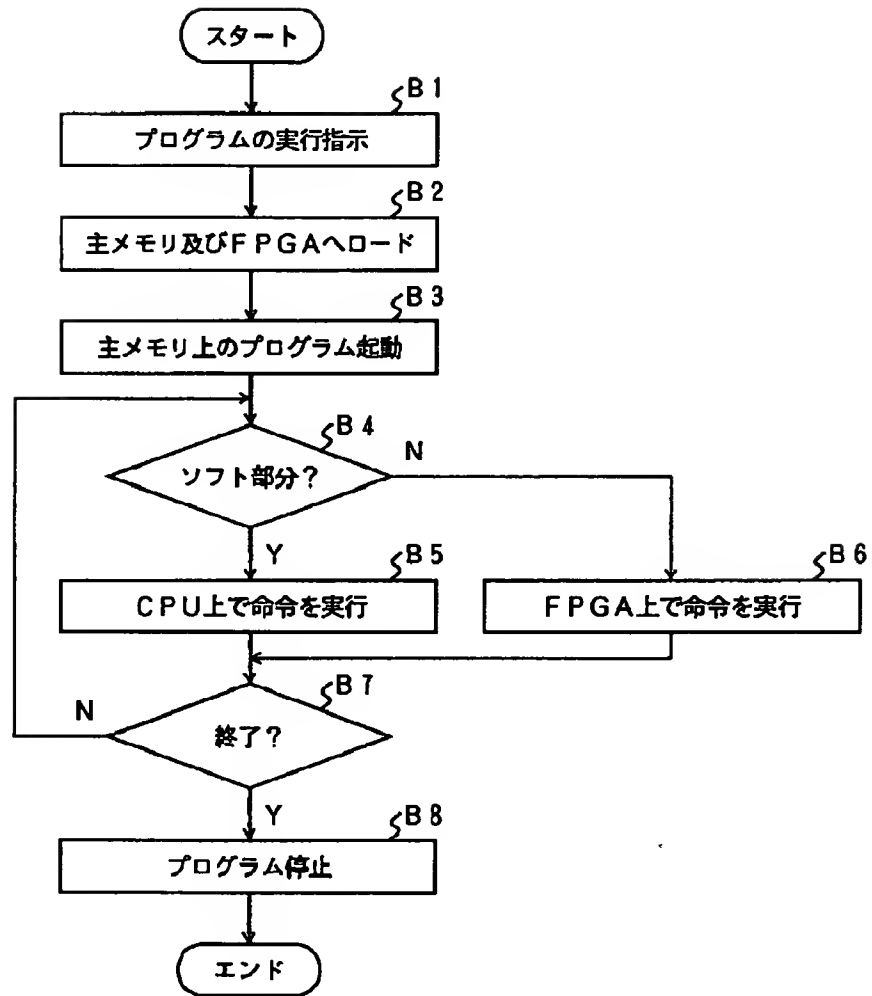 スタート
B1
プログラムの実行指示
B2
主メモリ及びFPGAへロード
B3
主メモリ上のプログラム起動
B4
ソフト部分?
N
Y
B5
CPU上で命令を実行
B6
FPGA上で命令を実行
B7
終了?
N
Y
B8
プログラム停止
エンド